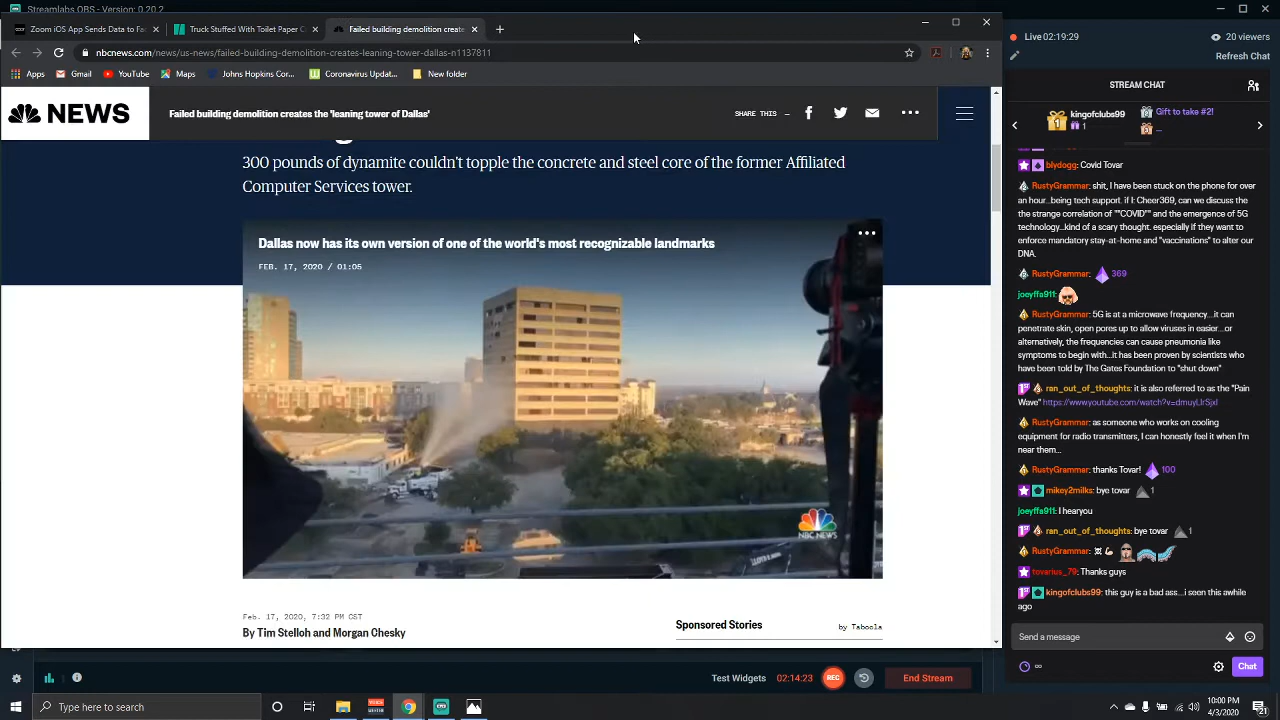 Streamlabs OBS - Version: 0.20.2
Zoom iOS App Sends Data to Fa
Truck Stuffed With Toilet Paper C
Failed building demolition create
nbcnews.com/news/us-news/failed-building-demolition-creates-leaning-tower-dallas-n1137811
Apps
Gmail
YouTube
Maps
Johns Hopkins Cor...
Coronavirus Updat...
New folder
NEWS
Failed building demolition creates the 'leaning tower of Dallas'
SHARE THIS –
300 pounds of dynamite couldn't topple the concrete and steel core of the former Affiliated
Computer Services tower.
Dallas now has its own version of one of the world's most recognizable landmarks
FEB. 17, 2020 / 01:05
NBC NEWS
Feb. 17, 2020, 7:32 PM CST
By Tim Stelloh and Morgan Chesky
Sponsored Stories
by Taboola
Live 02:19:29
20 viewers
Refresh Chat
STREAM CHAT
1
kingofclubs99
1
Gift to take #2!
blydogg: Covid Tovar
RustyGrammar: shit, I have been stuck on the phone for over
an hour...being tech support. if I: Cheer369, can we discuss the
the strange correlation of ""COVID"" and the emergence of 5G
technology...kind of a scary thought. especially if they want to
enforce mandatory stay-at-home and "vaccinations" to alter our
DNA.
RustyGrammar: 369
joeyffa911:
RustyGrammar: 5G is at a microwave frequency...it can
penetrate skin, open pores up to allow viruses in easier...or
alternatively, the frequencies can cause pneumonia like
symptoms to begin with...it has been proven by scientists who
have been told by The Gates Foundation to "shut down"
ran_out_of_thoughts: it is also referred to as the "Pain
Wave" https://www.youtube.com/watch?v=dmuyLIrSjxI
RustyGrammar: as someone who works on cooling
equipment for radio transmitters, I can honestly feel it when I'm
near them...
RustyGrammar: thanks Tovar! 100
mikey2milks: bye tovar 1
joeyffa911: I hearyou
ran_out_of_thoughts: bye tovar 1
RustyGrammar:
tovarius_79: Thanks guys
kingofclubs99: this guy is a bad ass...i seen this awhile
ago
Send a message
∞
Chat
Test Widgets
02:14:23
REC
End Stream
Type here to search
10:00 PM
4/3/2020